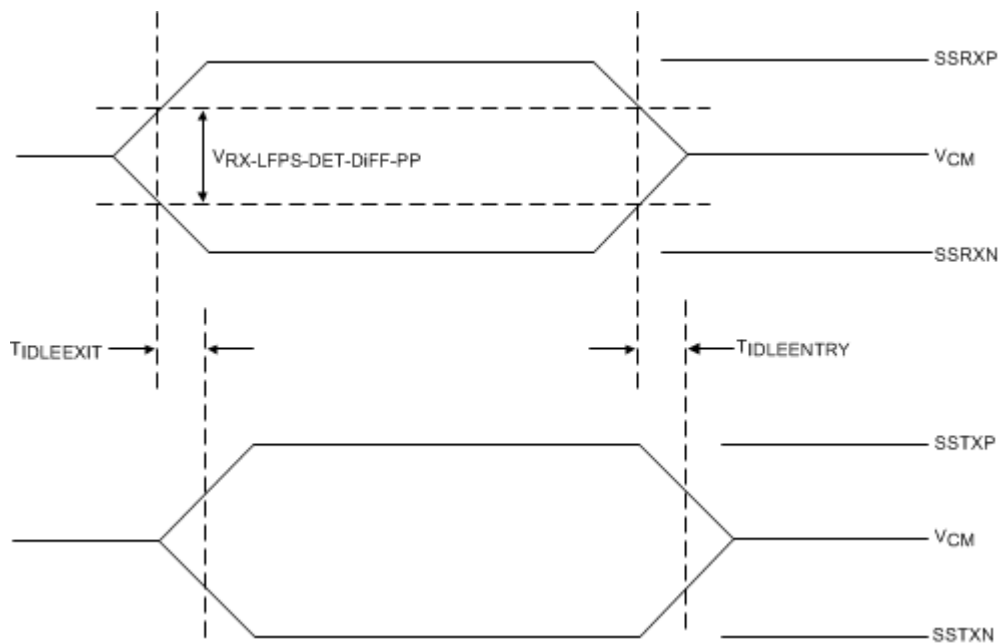 SSRXP
VRX-LFPS-DET-DiFF-PP
VCM
SSRXN
TIDLEEXIT
TIDLEENTRY
SSTXP
VCM
SSTXN